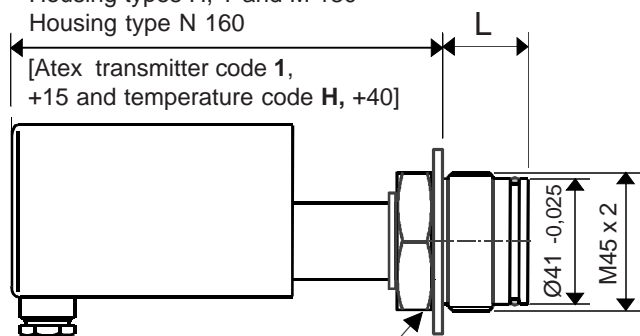 Housing types and M
Housing type N 160
L
[Atex transmitter code 1,
+15 and temperature code H, +40]
Ø41 -0,025
M45 x 2